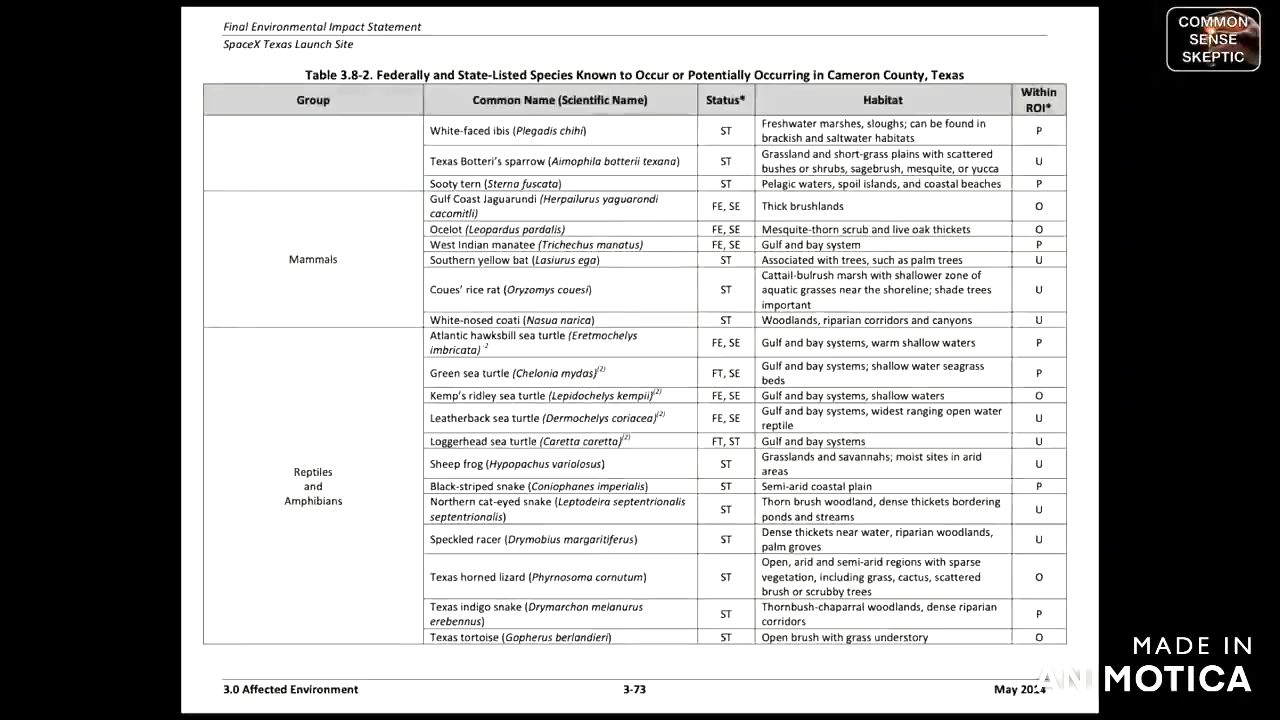 Final Environmental Impact Statement
SpaceX Texas Launch Site
COMMON
SENSE
SKEPTIC
Table 3.8-2. Federally and State-Listed Species Known to Occur or Potentially Occurring in Cameron County, Texas
Group Common Name (Scientific Name) Status* Habitat Within
ROI*
White-faced ibis (Plegadis chihi) ST Freshwater marshes, sloughs; can be found in
brackish and saltwater habitats P
Texas Botteri's sparrow (Aimophila botterii texana) ST Grassland and short-grass plains with scattered
bushes or shrubs, sagebrush, mesquite, or yucca U
Sooty tern (Sterna fuscata) ST Pelagic waters, spoil islands, and coastal beaches P
Mammals
Gulf Coast Jaguarundi (Herpailurus yaguarondi
cacomitli) FE, SE Thick brushlands O
Ocelot (Leopardus pardalis) FE, SE Mesquite-thorn scrub and live oak thickets O
West Indian manatee (Trichechus manatus) FE, SE Gulf and bay system P
Southern yellow bat (Lasiurus ega) ST Associated with trees, such as palm trees U
Coues' rice rat (Oryzomys couesi) ST Cattail-bulrush marsh with shallower zone of
aquatic grasses near the shoreline; shade trees
important U
White-nosed coati (Nasua narica) ST Woodlands, riparian corridors and canyons U
Reptiles
and
Amphibians
Atlantic hawksbill sea turtle (Eretmochelys
imbricata) 2 FE, SE Gulf and bay systems, warm shallow waters P
Green sea turtle (Chelonia mydas)(2) FT, SE Gulf and bay systems; shallow water seagrass
beds P
Kemp's ridley sea turtle (Lepidochelys kempii)(2) FE, SE Gulf and bay systems, shallow waters O
Leatherback sea turtle (Dermochelys coriacea)(2) FE, SE Gulf and bay systems, widest ranging open water
reptile U
Loggerhead sea turtle (Caretta caretta)(2) FT, ST Gulf and bay systems U
Sheep frog (Hypopachus variolosus) ST Grasslands and savannahs; moist sites in arid
areas U
Black-striped snake (Coniophanes imperialis) ST Semi-arid coastal plain P
Northern cat-eyed snake (Leptodeira septentrionalis
septentrionalis) ST Thorn brush woodland, dense thickets bordering
ponds and streams U
Speckled racer (Drymobius margaritiferus) ST Dense thickets near water, riparian woodlands,
palm groves U
Texas horned lizard (Phyrnosoma cornutum) ST Open, arid and semi-arid regions with sparse
vegetation, including grass, cactus, scattered
brush or scrubby trees O
Texas indigo snake (Drymarchon melanurus
erebennus) ST Thornbush-chaparral woodlands, dense riparian
corridors P
Texas tortoise (Gopherus berlandieri) ST Open brush with grass understory O
3.0 Affected Environment 3-73 May 2014
MADE IN
ANIMOTICA